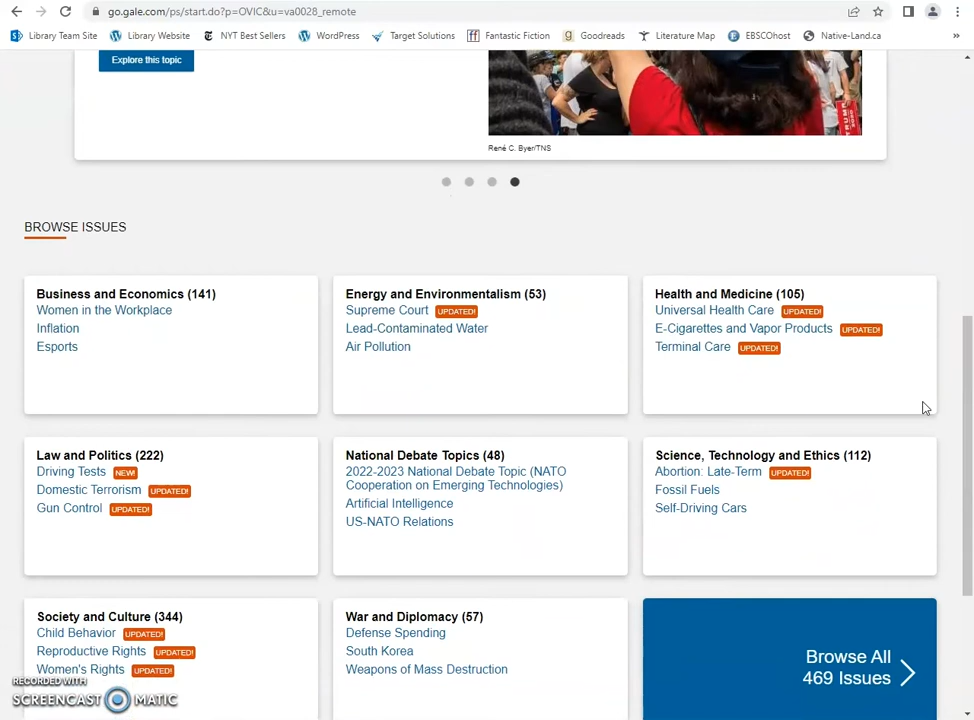 go.gale.com/ps/start.do?p=OVIC&u=va0028_remote
Library Team Site
Library Website
NYT Best Sellers
WordPress
Target Solutions
Fantastic Fiction
Goodreads
Literature Map
EBSCOhost
Native-Land.ca
»
Explore this topic
TRUMP
René C. Byer/TNS
BROWSE ISSUES
Business and Economics (141)
Women in the Workplace
Inflation
Esports
Energy and Environmentalism (53)
Supreme Court UPDATED!
Lead-Contaminated Water
Air Pollution
Health and Medicine (105)
Universal Health Care UPDATED!
E-Cigarettes and Vapor Products UPDATED!
Terminal Care UPDATED!
Law and Politics (222)
Driving Tests NEW!
Domestic Terrorism UPDATED!
Gun Control UPDATED!
National Debate Topics (48)
2022-2023 National Debate Topic (NATO
Cooperation on Emerging Technologies)
Artificial Intelligence
US-NATO Relations
Science, Technology and Ethics (112)
Abortion: Late-Term UPDATED!
Fossil Fuels
Self-Driving Cars
Society and Culture (344)
Child Behavior UPDATED!
Reproductive Rights UPDATED!
Women's Rights UPDATED!
War and Diplomacy (57)
Defense Spending
South Korea
Weapons of Mass Destruction
Browse All
469 Issues
RECORDED WITH
SCREENCAST MATIC